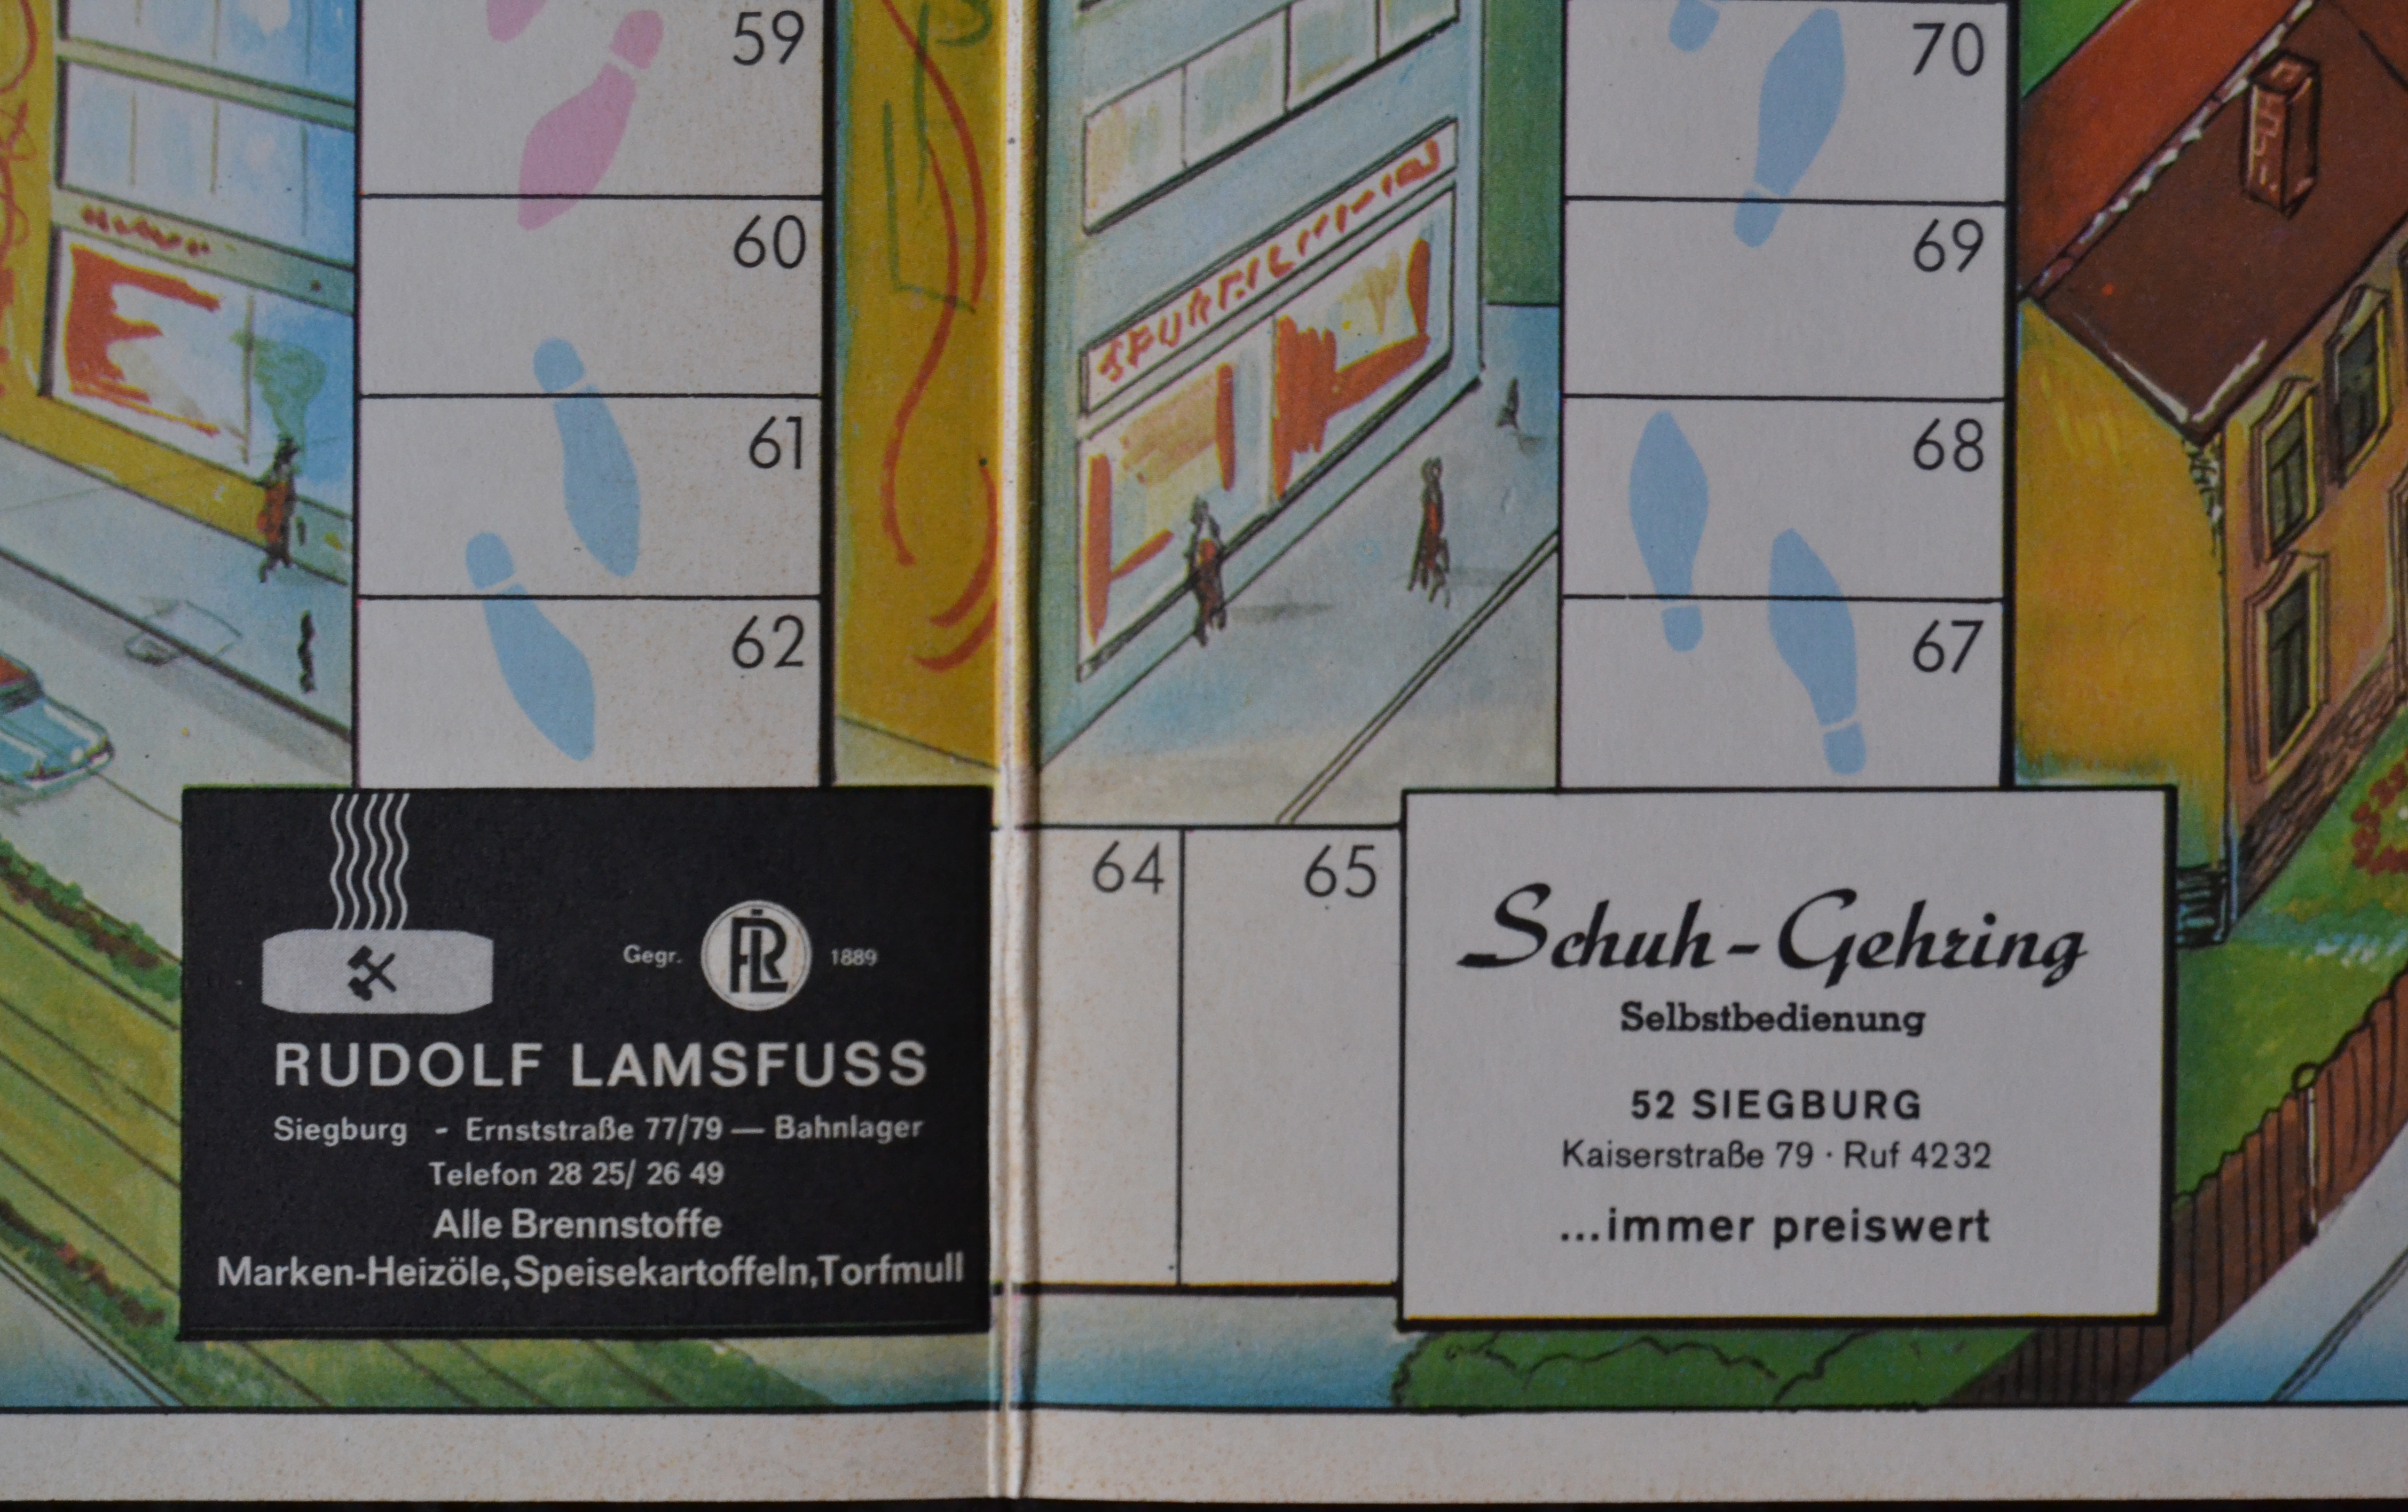 59
60
61
62
Gegr. RL 1889
RUDOLF LAMSFUSS
Siegburg - Ernststraße 77/79 — Bahnlager
Telefon 28 25/ 26 49
Alle Brennstoffe
Marken-Heizöle,Speisekartoffeln,Torfmull
64
65
70
69
68
67
Schuh-Gehring
Selbstbedienung
52 SIEGBURG
Kaiserstraße 79 · Ruf 4232
...immer preiswert